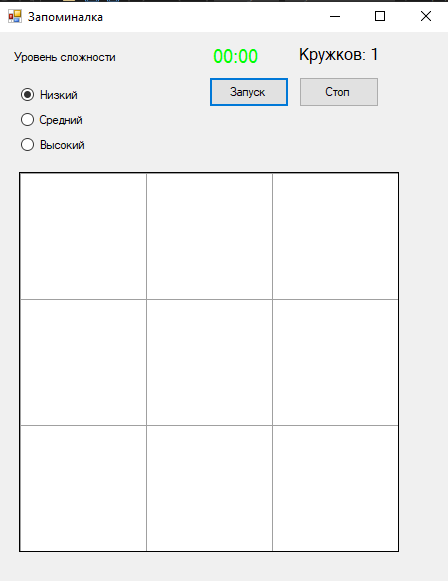 Запоминалка
Уровень сложности
00:00
Кружков: 1
Низкий
Запуск
Стоп
Средний
Высокий